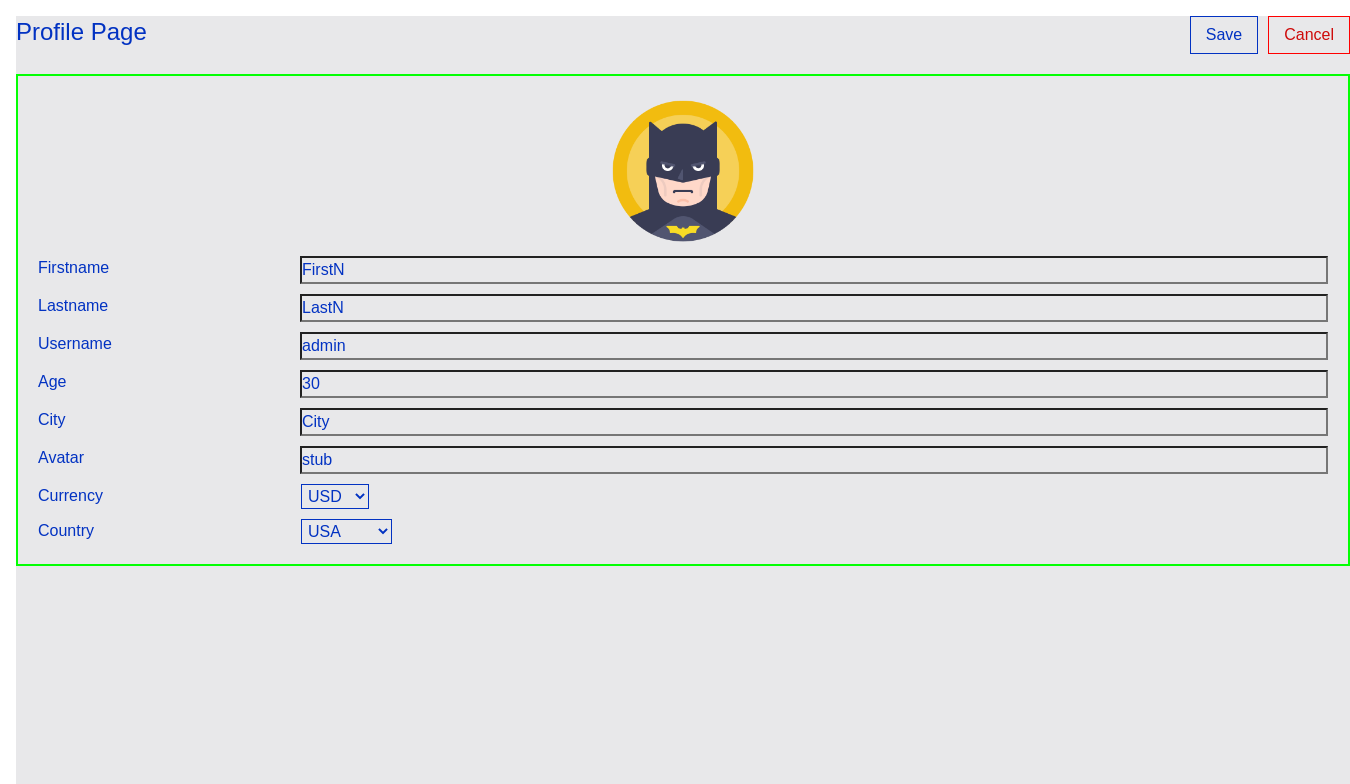 Profile Page Save Cancel
Firstname FirstN
Lastname LastN
Username admin
Age 30
City City
Avatar stub
Currency USD
Country USA